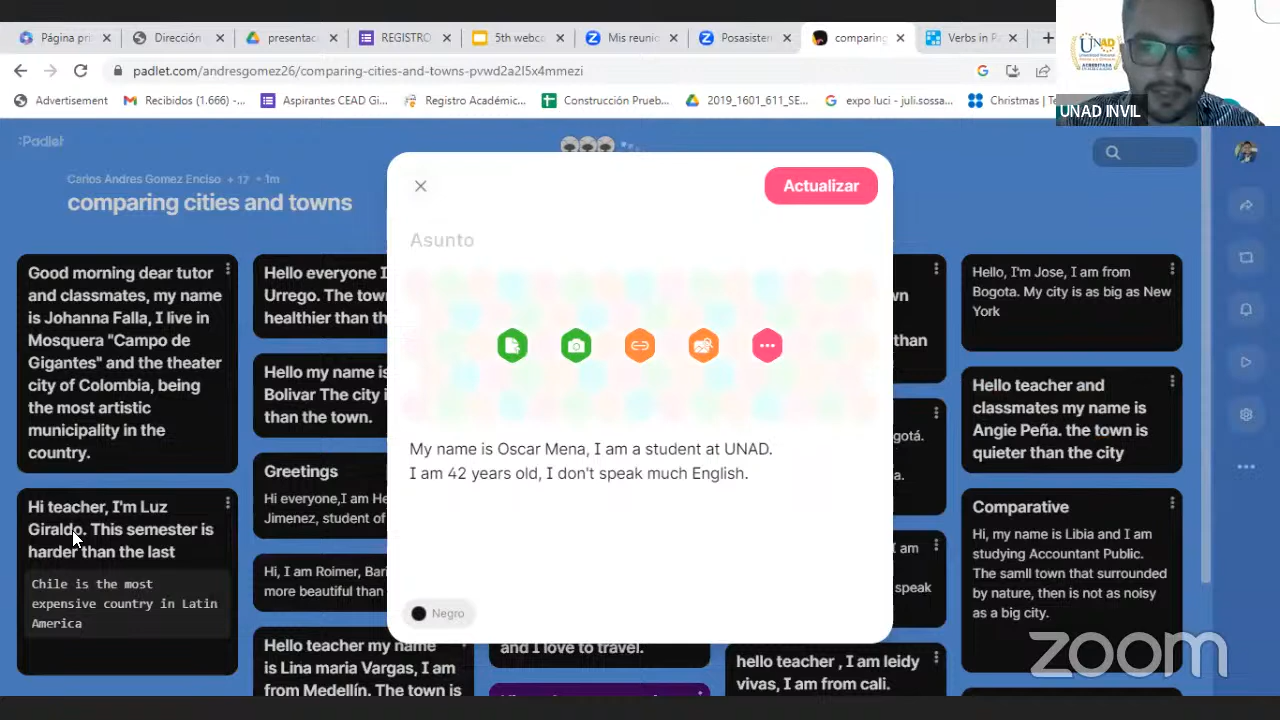 Página pri
Dirección
presentac
REGISTRO
5th webco
Mis reunio
Posasisten
comparing
Verbs in P
padlet.com/andresgomez26/comparing-cities-and-towns-pvwd2a2l5x4mmezi
Advertisement
Recibidos (1.666) -...
Aspirantes CEAD Gi...
Registro Académic...
Construcción Prueb...
2019_1601_611_SE...
expo luci - juli.sossa...
Christmas | Te
UNAD
UNAD INVIL
:Padlet
Carlos Andres Gomez Enciso + 17 • 1m
comparing cities and towns
Good morning dear tutor
and classmates, my name
is Johanna Falla, I live in
Mosquera "Campo de
Gigantes" and the theater
city of Colombia, being
the most artistic
municipality in the
country.
Hi teacher, I'm Luz
Giraldo. This semester is
harder than the last
Chile is the most
expensive country in Latin
America
Hello everyone I
Urrego. The tow
healthier than th
Hello my name is
Bolivar The city i
than the town.
Greetings
Hi everyone,I am He
Jimenez, student of
Hi, I am Roimer, Bari
more beautiful than
Hello teacher my name
is Lina maria Vargas, I am
from Medellín. The town is
Actualizar
Asunto
My name is Oscar Mena, I am a student at UNAD.
I am 42 years old, I don't speak much English.
Negro
and I love to travel.
wn
than
gotá.
a.
I am
speak
hello teacher , I am leidy
vivas, I am from cali.
Hello, I'm Jose, I am from
Bogota. My city is as big as New
York
Hello teacher and
classmates my name is
Angie Peña. the town is
quieter than the city
Comparative
Hi, my name is Libia and I am
studying Accountant Public.
The samll town that surrounded
by nature, then is not as noisy
as a big city.
zoom